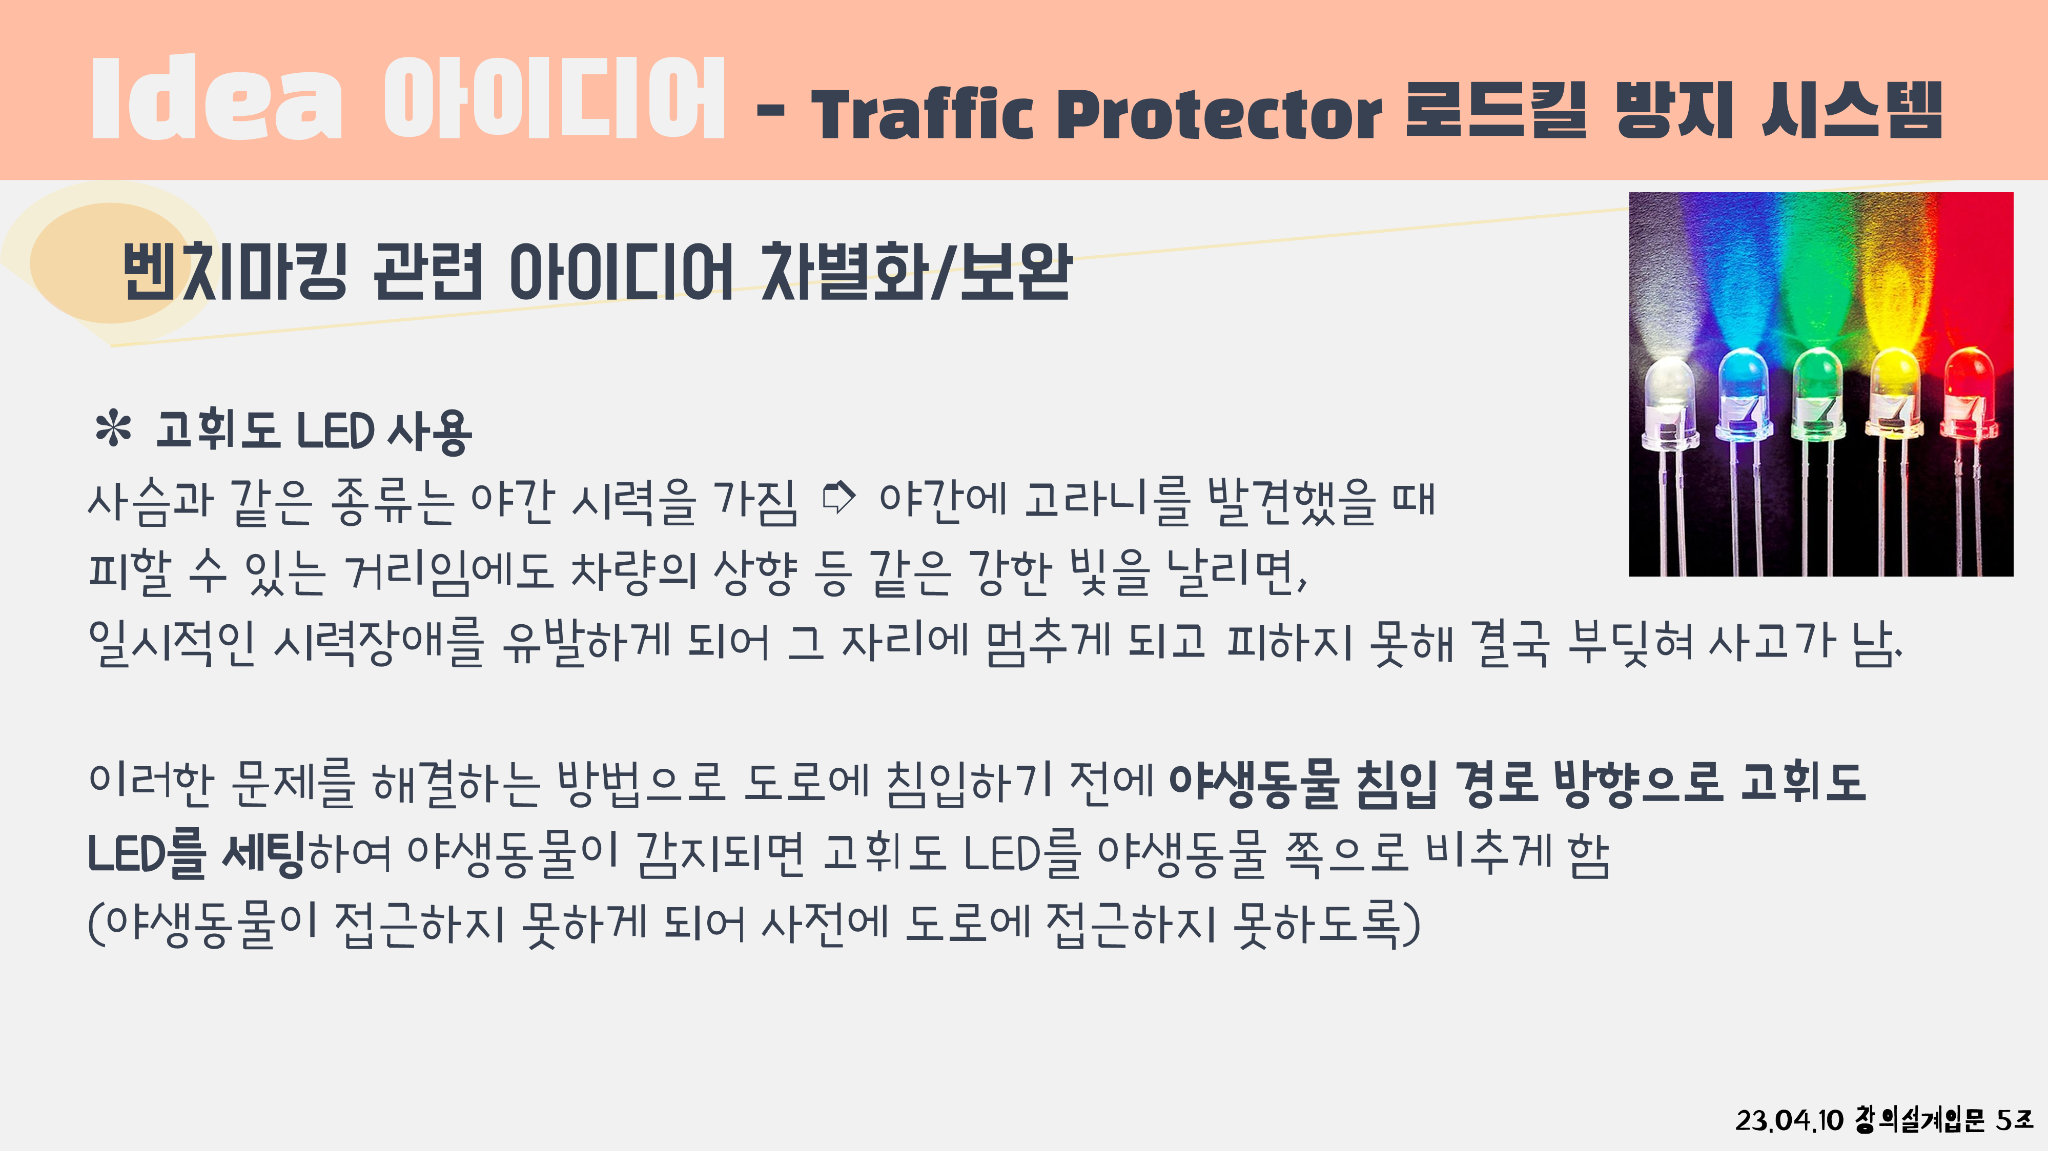 Idea 아이디어 - Traffic Protector 로드킬 방지 시스템
벤치마킹 관련 아이디어 차별화/보완
✻ 고휘도 LED 사용
사슴과 같은 종류는 야간 시력을 가짐 ➮ 야간에 고라니를 발견했을 때
피할 수 있는 거리임에도 차량의 상향 등 같은 강한 빛을 날리면,
일시적인 시력장애를 유발하게 되어 그 자리에 멈추게 되고 피하지 못해 결국 부딪혀 사고가 남.
이러한 문제를 해결하는 방법으로 도로에 침입하기 전에 야생동물 침입 경로 방향으로 고휘도
LED를 세팅하여 야생동물이 감지되면 고휘도 LED를 야생동물 쪽으로 비추게 함
(야생동물이 접근하지 못하게 되어 사전에 도로에 접근하지 못하도록)
23.04.10 창의설계입문 5조